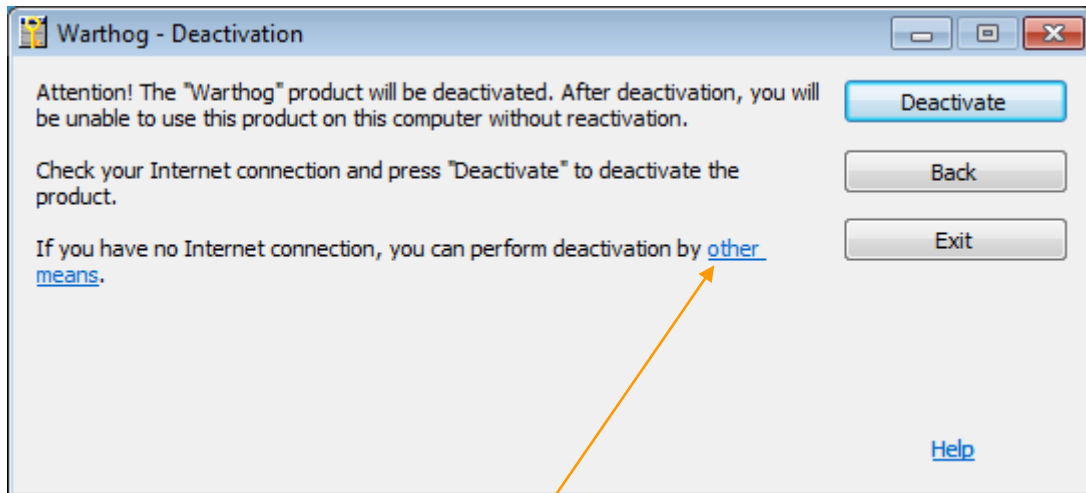 Warthog - Deactivation
Attention! The "Warthog" product will be deactivated. After deactivation, you will
be unable to use this product on this computer without reactivation.
Deactivate
Check your Internet connection and press "Deactivate" to deactivate the
product.
Back
If you have no Internet connection, you can perform deactivation by other
means.
Exit
Help